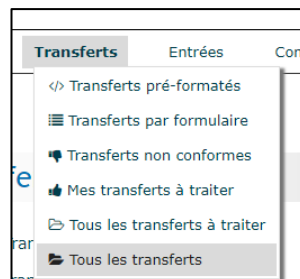 Transferts Entrées
</> Transferts pré-formatés
Transferts par formulaire
Transferts non conformes
Mes transferts à traiter
Tous les transferts à traiter
Tous les transferts